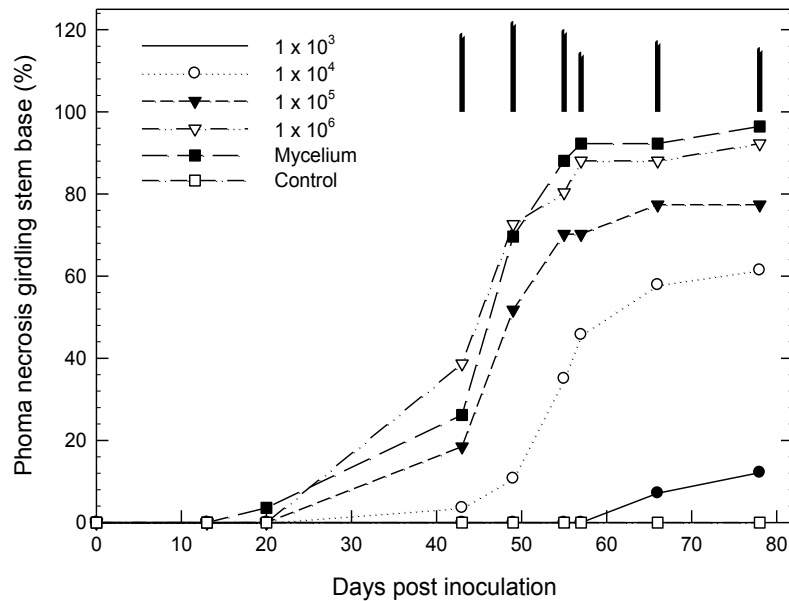 Phoma necrosis girdling stem base (%)
120
100
80
60
40
20
0
1 x 10³
1 x 10⁴
1 x 10⁵
1 x 10⁶
Mycelium
Control
0 10 20 30 40 50 60 70 80
Days post inoculation